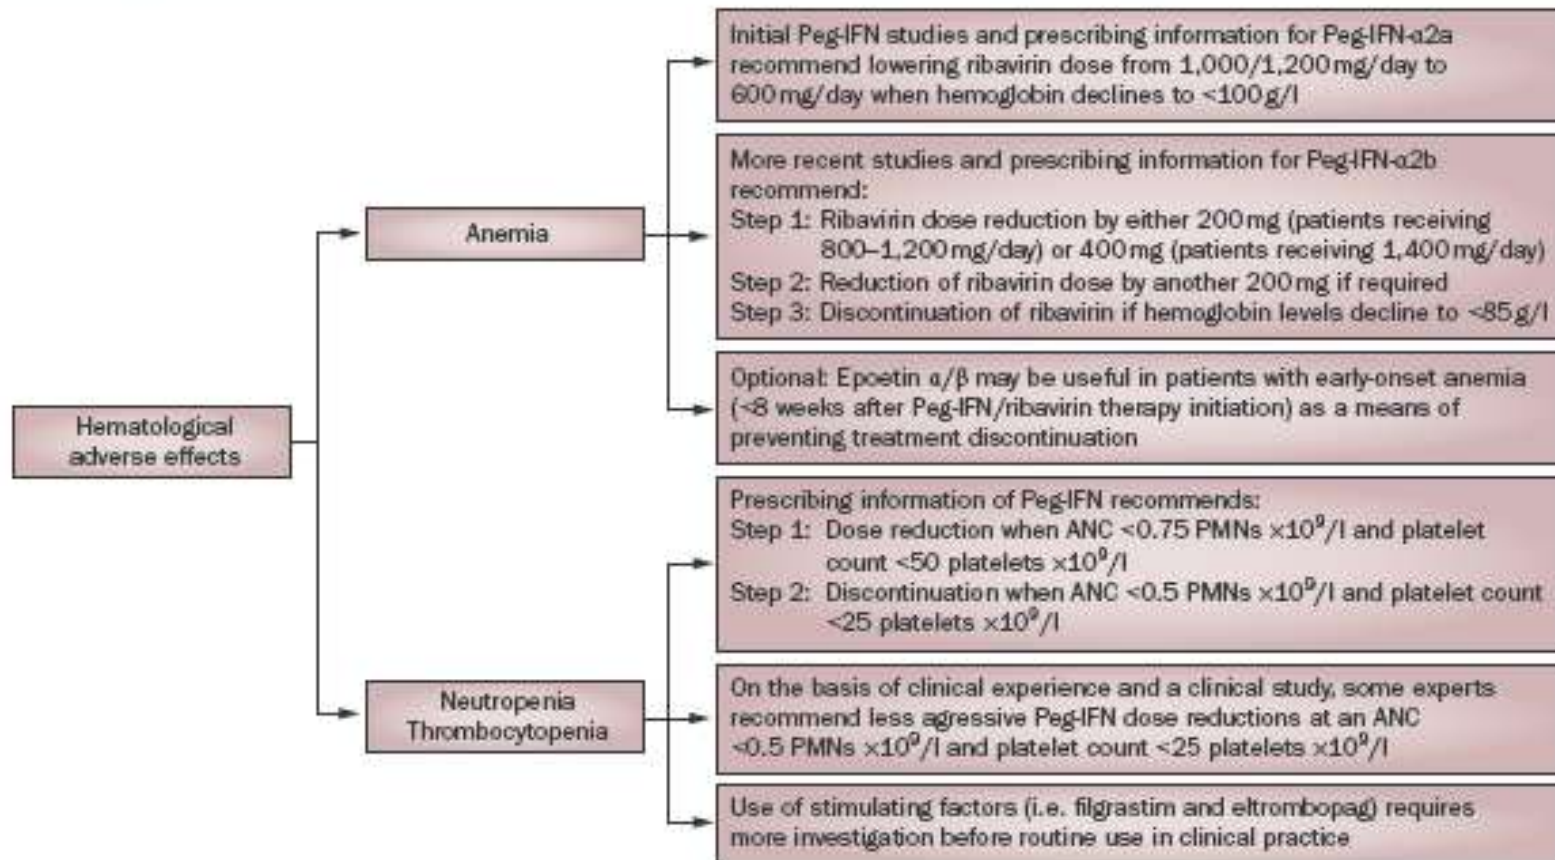 Hematological
adverse effects
Anemia
Initial Peg-IFN studies and prescribing information for Peg-IFN-α2a
recommend lowering ribavirin dose from 1,000/1,200 mg/day to
600 mg/day when hemoglobin declines to <100 g/l
More recent studies and prescribing information for Peg-IFN-α2b
recommend:
Step 1: Ribavirin dose reduction by either 200 mg (patients receiving
800–1,200 mg/day) or 400 mg (patients receiving 1,400 mg/day)
Step 2: Reduction of ribavirin dose by another 200 mg if required
Step 3: Discontinuation of ribavirin if hemoglobin levels decline to <85 g/l
Optional: Epoetin α/β may be useful in patients with early-onset anemia
(<8 weeks after Peg-IFN/ribavirin therapy initiation) as a means of
preventing treatment discontinuation
Neutropenia
Thrombocytopenia
Prescribing information of Peg-IFN recommends:
Step 1: Dose reduction when ANC <0.75 PMNs ×10⁹/l and platelet
count <50 platelets ×10⁹/l
Step 2: Discontinuation when ANC <0.5 PMNs ×10⁹/l and platelet count
<25 platelets ×10⁹/l
On the basis of clinical experience and a clinical study, some experts
recommend less agressive Peg-IFN dose reductions at an ANC
<0.5 PMNs ×10⁹/l and platelet count <25 platelets ×10⁹/l
Use of stimulating factors (i.e. filgrastim and eltrombopag) requires
more investigation before routine use in clinical practice